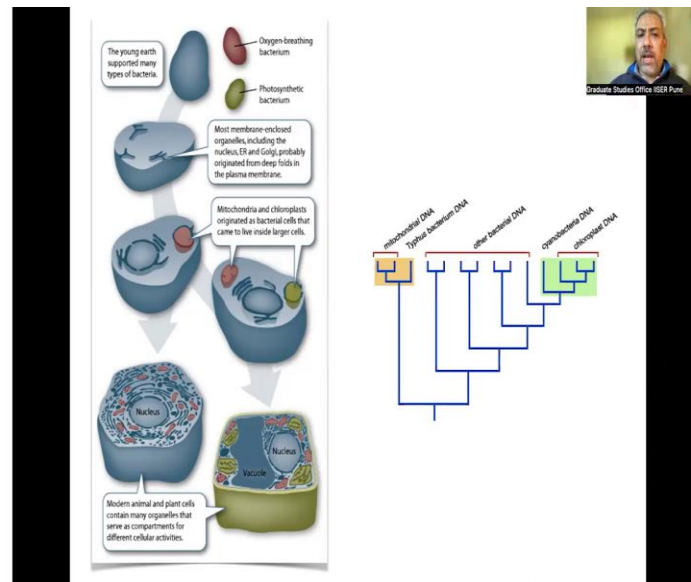 The young earth
supported many
types of bacteria.
Oxygen-breathing
bacterium
Photosynthetic
bacterium
Most membrane-enclosed
organelles, including the
nucleus, ER and Golgi, probably
originated from deep folds in
the plasma membrane.
Mitochondria and chloroplasts
originated as bacterial cells that
came to live inside larger cells.
Nucleus
Nucleus
Vacuole
Modern animal and plant cells
contain many organelles that
serve as compartments for
different cellular activities.
mitochondrial DNA
Typhus bacterium DNA
other bacterial DNA
cyanobacteria DNA
chloroplast DNA
Graduate Studies Office IISER Pune